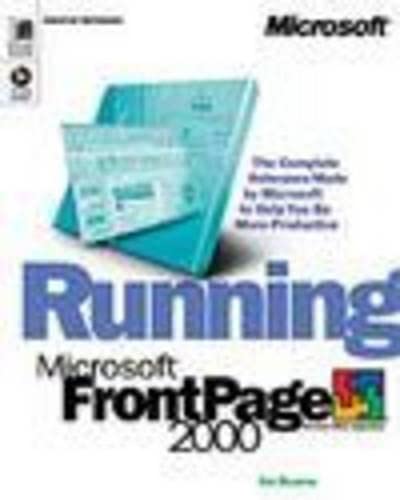 Microsoft
The Complete
Reference Made
by Microsoft
to Help You Be
More Productive
Running
Microsoft
FrontPage
2000